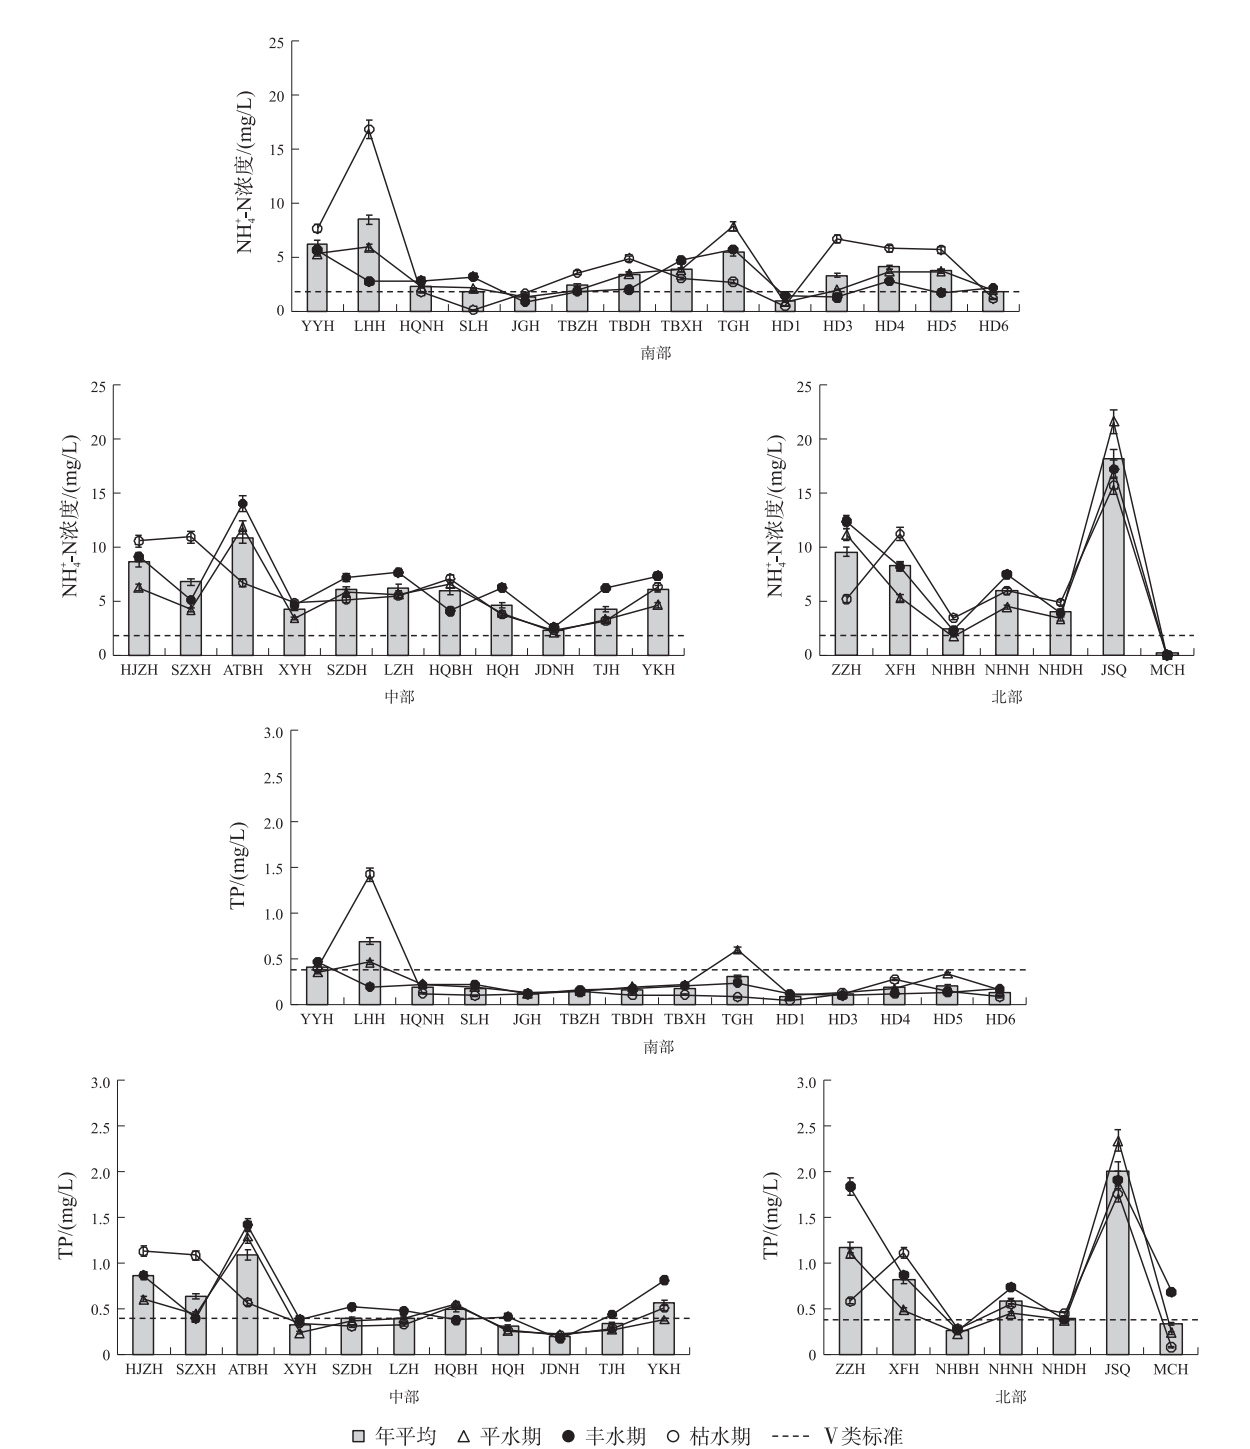 NH₄⁺-N浓度/(mg/L)
25
20
15
10
5
0
YYH LHH HQNH SLH JGH TBZH TBDH TBXH TGH HD1 HD3 HD4 HD5 HD6
南部
NH₄⁺-N浓度/(mg/L)
25
20
15
10
5
0
HJZH SZXH ATBH XYH SZDH LZH HQBH HQH JDNH TJH YKH
中部
NH₄⁺-N浓度/(mg/L)
25
20
15
10
5
0
ZZH XFH NHBH NHNH NHDH JSQ MCH
北部
TP/(mg/L)
3.0
2.5
2.0
1.5
1.0
0.5
0
YYH LHH HQNH SLH JGH TBZH TBDH TBXH TGH HD1 HD3 HD4 HD5 HD6
南部
TP/(mg/L)
3.0
2.5
2.0
1.5
1.0
0.5
0
HJZH SZXH ATBH XYH SZDH LZH HQBH HQH JDNH TJH YKH
中部
TP/(mg/L)
3.0
2.5
2.0
1.5
1.0
0.5
0
ZZH XFH NHBH NHNH NHDH JSQ MCH
北部
年平均 平水期 丰水期 枯水期 V类标准